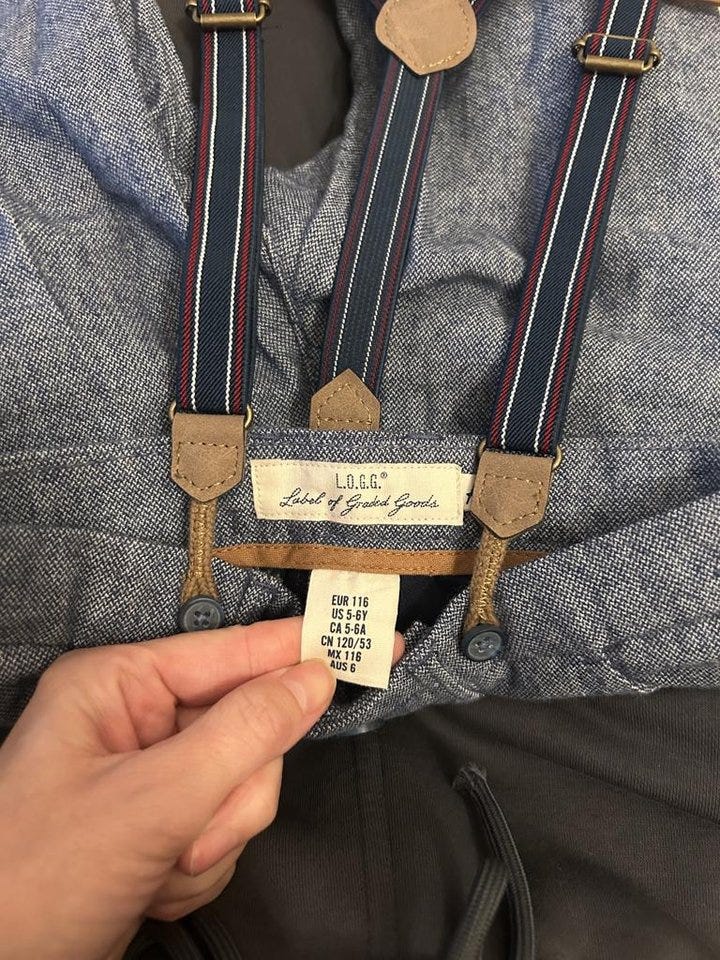 L.O.G.G.®
Label of Graded Goods
EUR 116
US 5-6Y
CA 5-6A
CN 120/53
MX 116
AUS 6